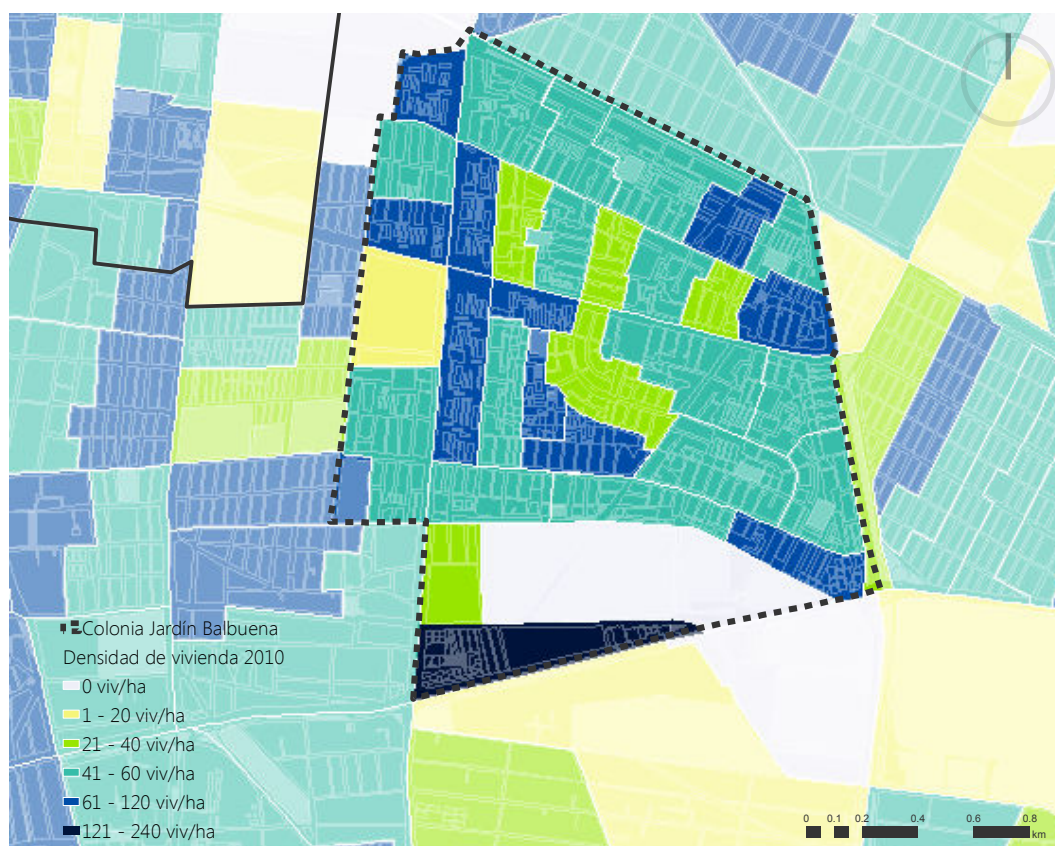 Colonia Jardín Balbuena
Densidad de vivienda 2010
0 viv/ha
1 - 20 viv/ha
21 - 40 viv/ha
41 - 60 viv/ha
61 - 120 viv/ha
121 - 240 viv/ha
0 0.1 0.2 0.4 0.6 0.8
km